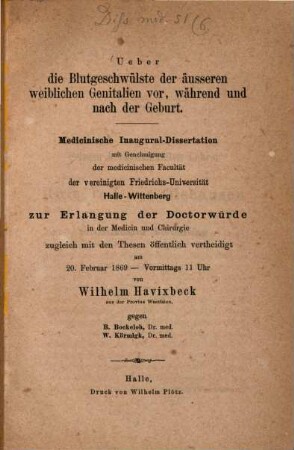 Diss. med. 51 (6
Ueber
die Blutgeschwülste der äusseren
weiblichen Genitalien vor, während und
nach der Geburt.
Medicinische Inaugural-Dissertation
mit Genehmigung
der medicinischen Facultät
der vereinigten Friedrichs-Universität
Halle-Wittenberg
zur Erlangung der Doctorwürde
in der Medicin und Chirurgie
zugleich mit den Thesen öffentlich vertheidigt
am
20. Februar 1869 — Vormittags 11 Uhr
von
Wilhelm Havixbeck
aus der Provinz Westfalen.
gegen
B. Bockeloh, Dr. med.
W. Körnigk, Dr. med.
Halle,
Druck von Wilhelm Plötz.